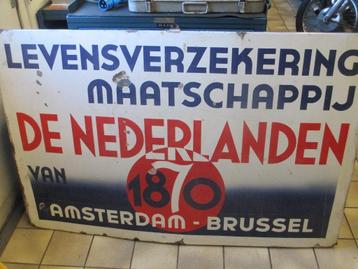 LEVENSVERZEKERING
MAATSCHAPPIJ
DE NEDERLANDEN
VAN
1870
AMSTERDAM - BRUSSEL